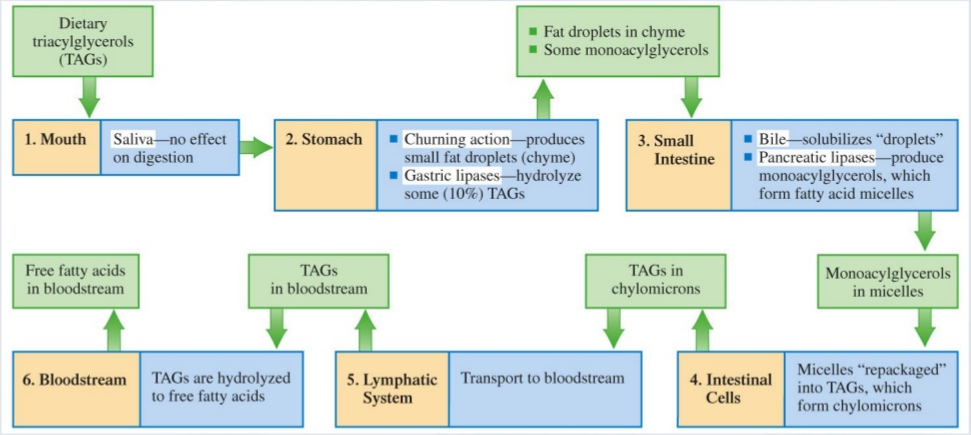 Dietary
triacylglycerols
(TAGs)
1. Mouth
Saliva—no effect
on digestion
2. Stomach
■ Churning action—produces
small fat droplets (chyme)
■ Gastric lipases—hydrolyze
some (10%) TAGs
■ Fat droplets in chyme
■ Some monoacylglycerols
3. Small
Intestine
■ Bile—solubilizes “droplets”
■ Pancreatic lipases—produce
monoacylglycerols, which
form fatty acid micelles
Monoacylglycerols
in micelles
4. Intestinal
Cells
Micelles “repackaged”
into TAGs, which
form chylomicrons
TAGs in
chylomicrons
5. Lymphatic
System
Transport to bloodstream
TAGs
in bloodstream
6. Bloodstream
TAGs are hydrolyzed
to free fatty acids
Free fatty acids
in bloodstream